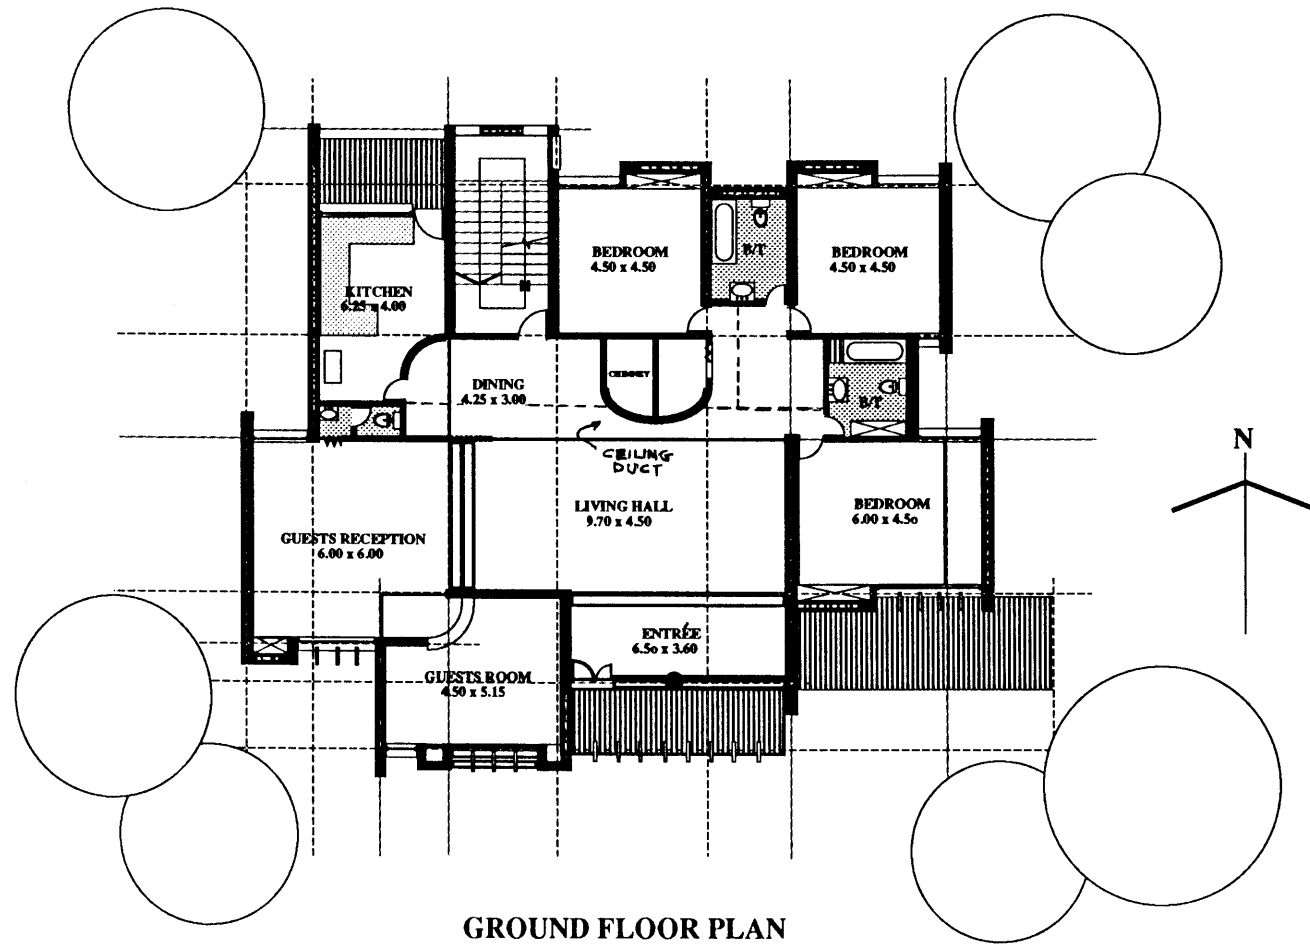 BEDROOM
4.50 x 4.50
B/T
BEDROOM
4.50 x 4.50
KITCHEN
6.25 x 4.00
CHIMNEY
DINING
4.25 x 3.00
B/T
N
CEILING
DUCT
LIVING HALL
9.70 x 4.50
BEDROOM
6.00 x 4.5o
GUESTS RECEPTION
6.00 x 6.00
ENTRÉE
6.5o x 3.60
GUESTS ROOM
4.50 x 5.15
GROUND FLOOR PLAN